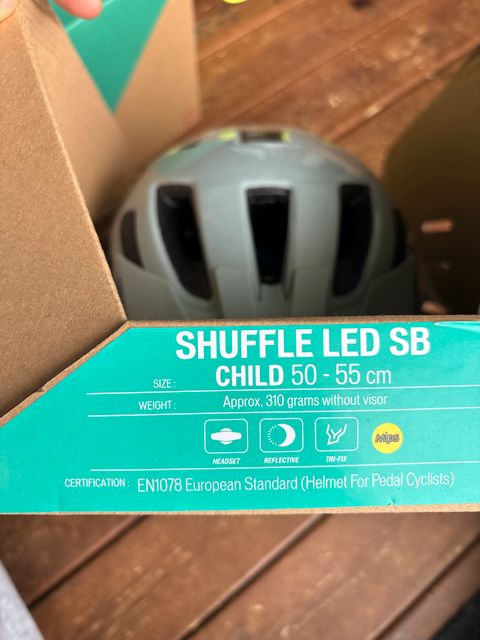 SHUFFLE LED SB
SIZE : CHILD 50 - 55 cm
WEIGHT : Approx. 310 grams without visor
HEADSET REFLECTIVE TRI-FIX Mips
CERTIFICATION : EN1078 European Standard (Helmet For Pedal Cyclists)